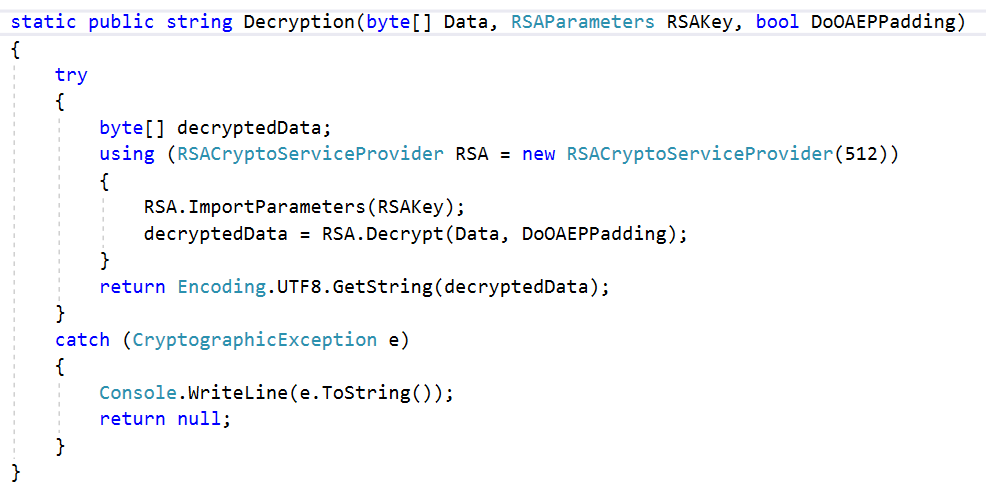 static public string Decryption(byte[] Data, RSAParameters RSAKey, bool DoOAEPPadding)
{
    try
    {
        byte[] decryptedData;
        using (RSACryptoServiceProvider RSA = new RSACryptoServiceProvider(512))
        {
            RSA.ImportParameters(RSAKey);
            decryptedData = RSA.Decrypt(Data, DoOAEPPadding);
        }
        return Encoding.UTF8.GetString(decryptedData);
    }
    catch (CryptographicException e)
    {
        Console.WriteLine(e.ToString());
        return null;
    }
}